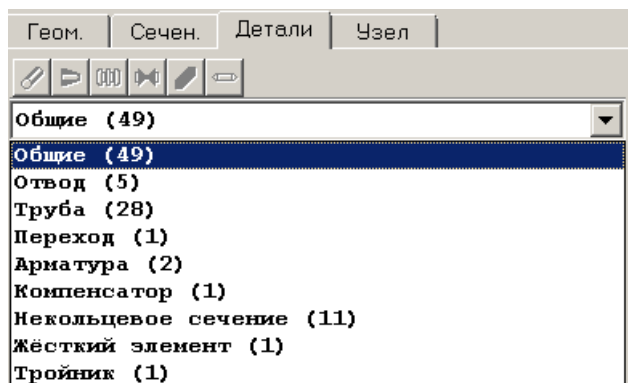 Геом. Сечен. Детали Узел
Общие (49)
Общие (49)
Отвод (5)
Труба (28)
Переход (1)
Арматура (2)
Компенсатор (1)
Некольцевое сечение (11)
Жёсткий элемент (1)
Тройник (1)